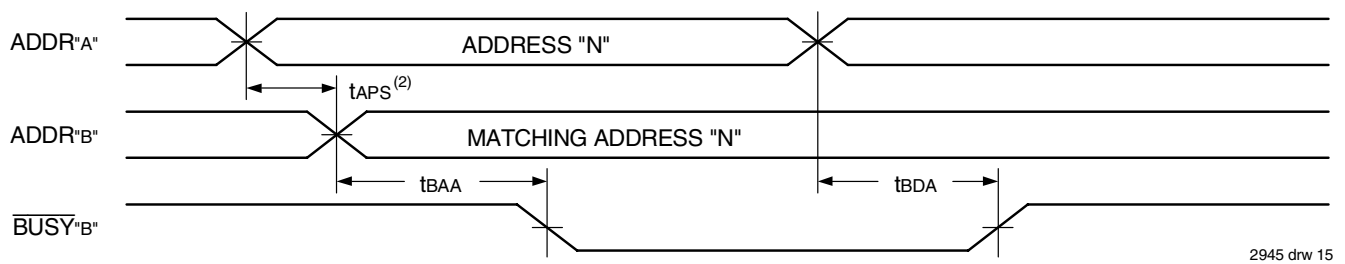 ADDR"A"
ADDRESS "N"
tAPS(2)
ADDR"B"
MATCHING ADDRESS "N"
tBAA
tBDA
BUSY"B"
2945 drw 15